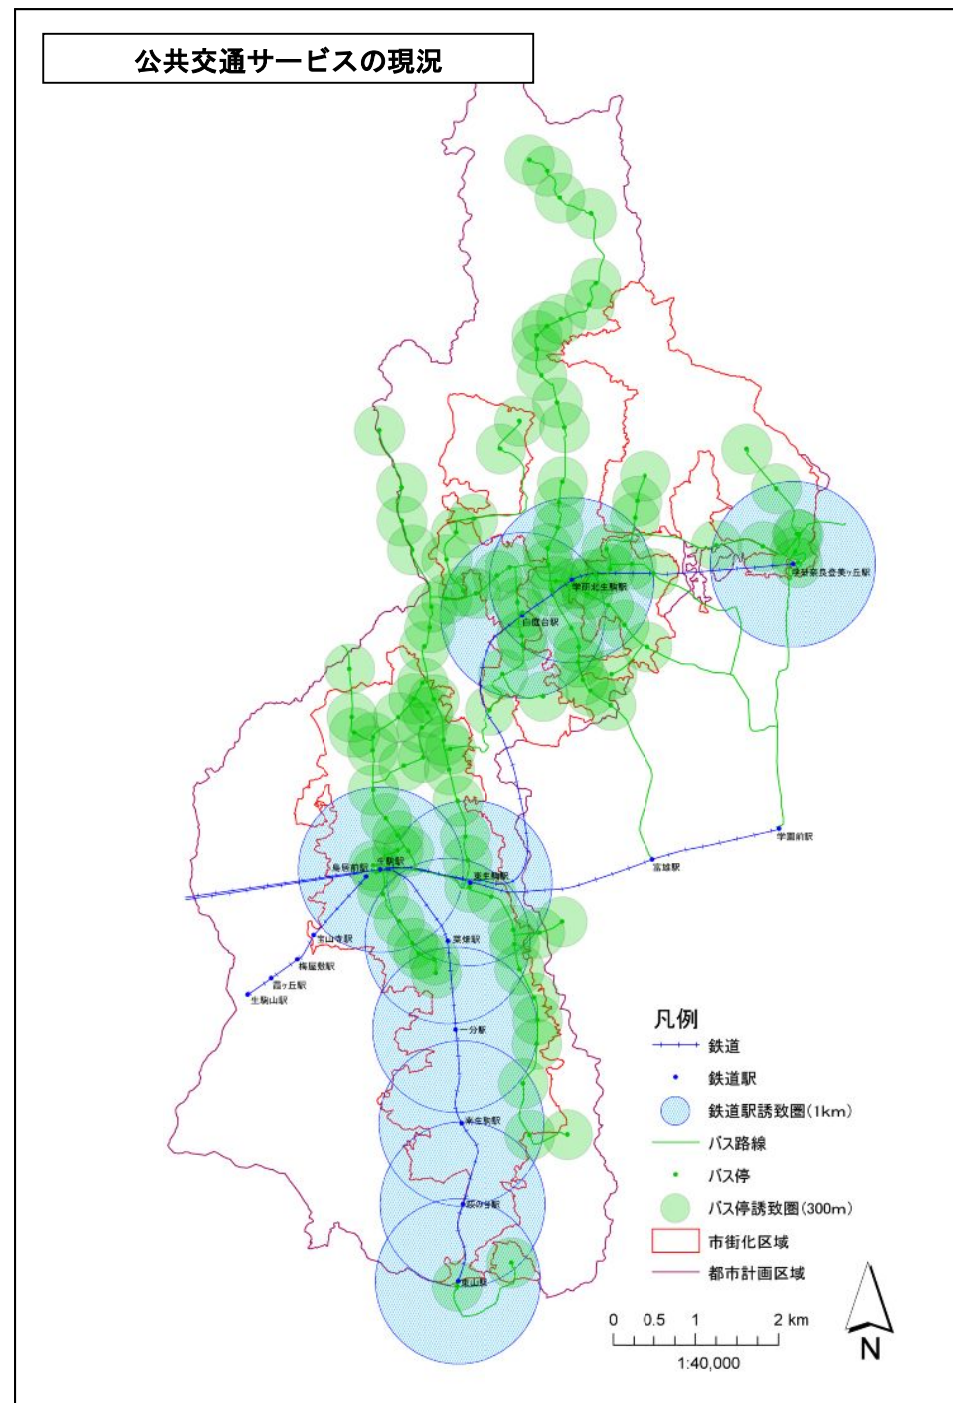 公共交通サービスの現況
学研北生駒駅
学研奈良登美ヶ丘駅
白庭台駅
学園前駅
富雄駅
生駒駅
鳥居前駅
東生駒駅
宝山寺駅
菜畑駅
梅屋敷駅
霞ヶ丘駅
生駒山駅
一分駅
南生駒駅
萩の台駅
東山駅
凡例
鉄道
鉄道駅
鉄道駅誘致圏(1km)
バス路線
バス停
バス停誘致圏(300m)
市街化区域
都市計画区域
0 0.5 1 2 km
1:40,000
N